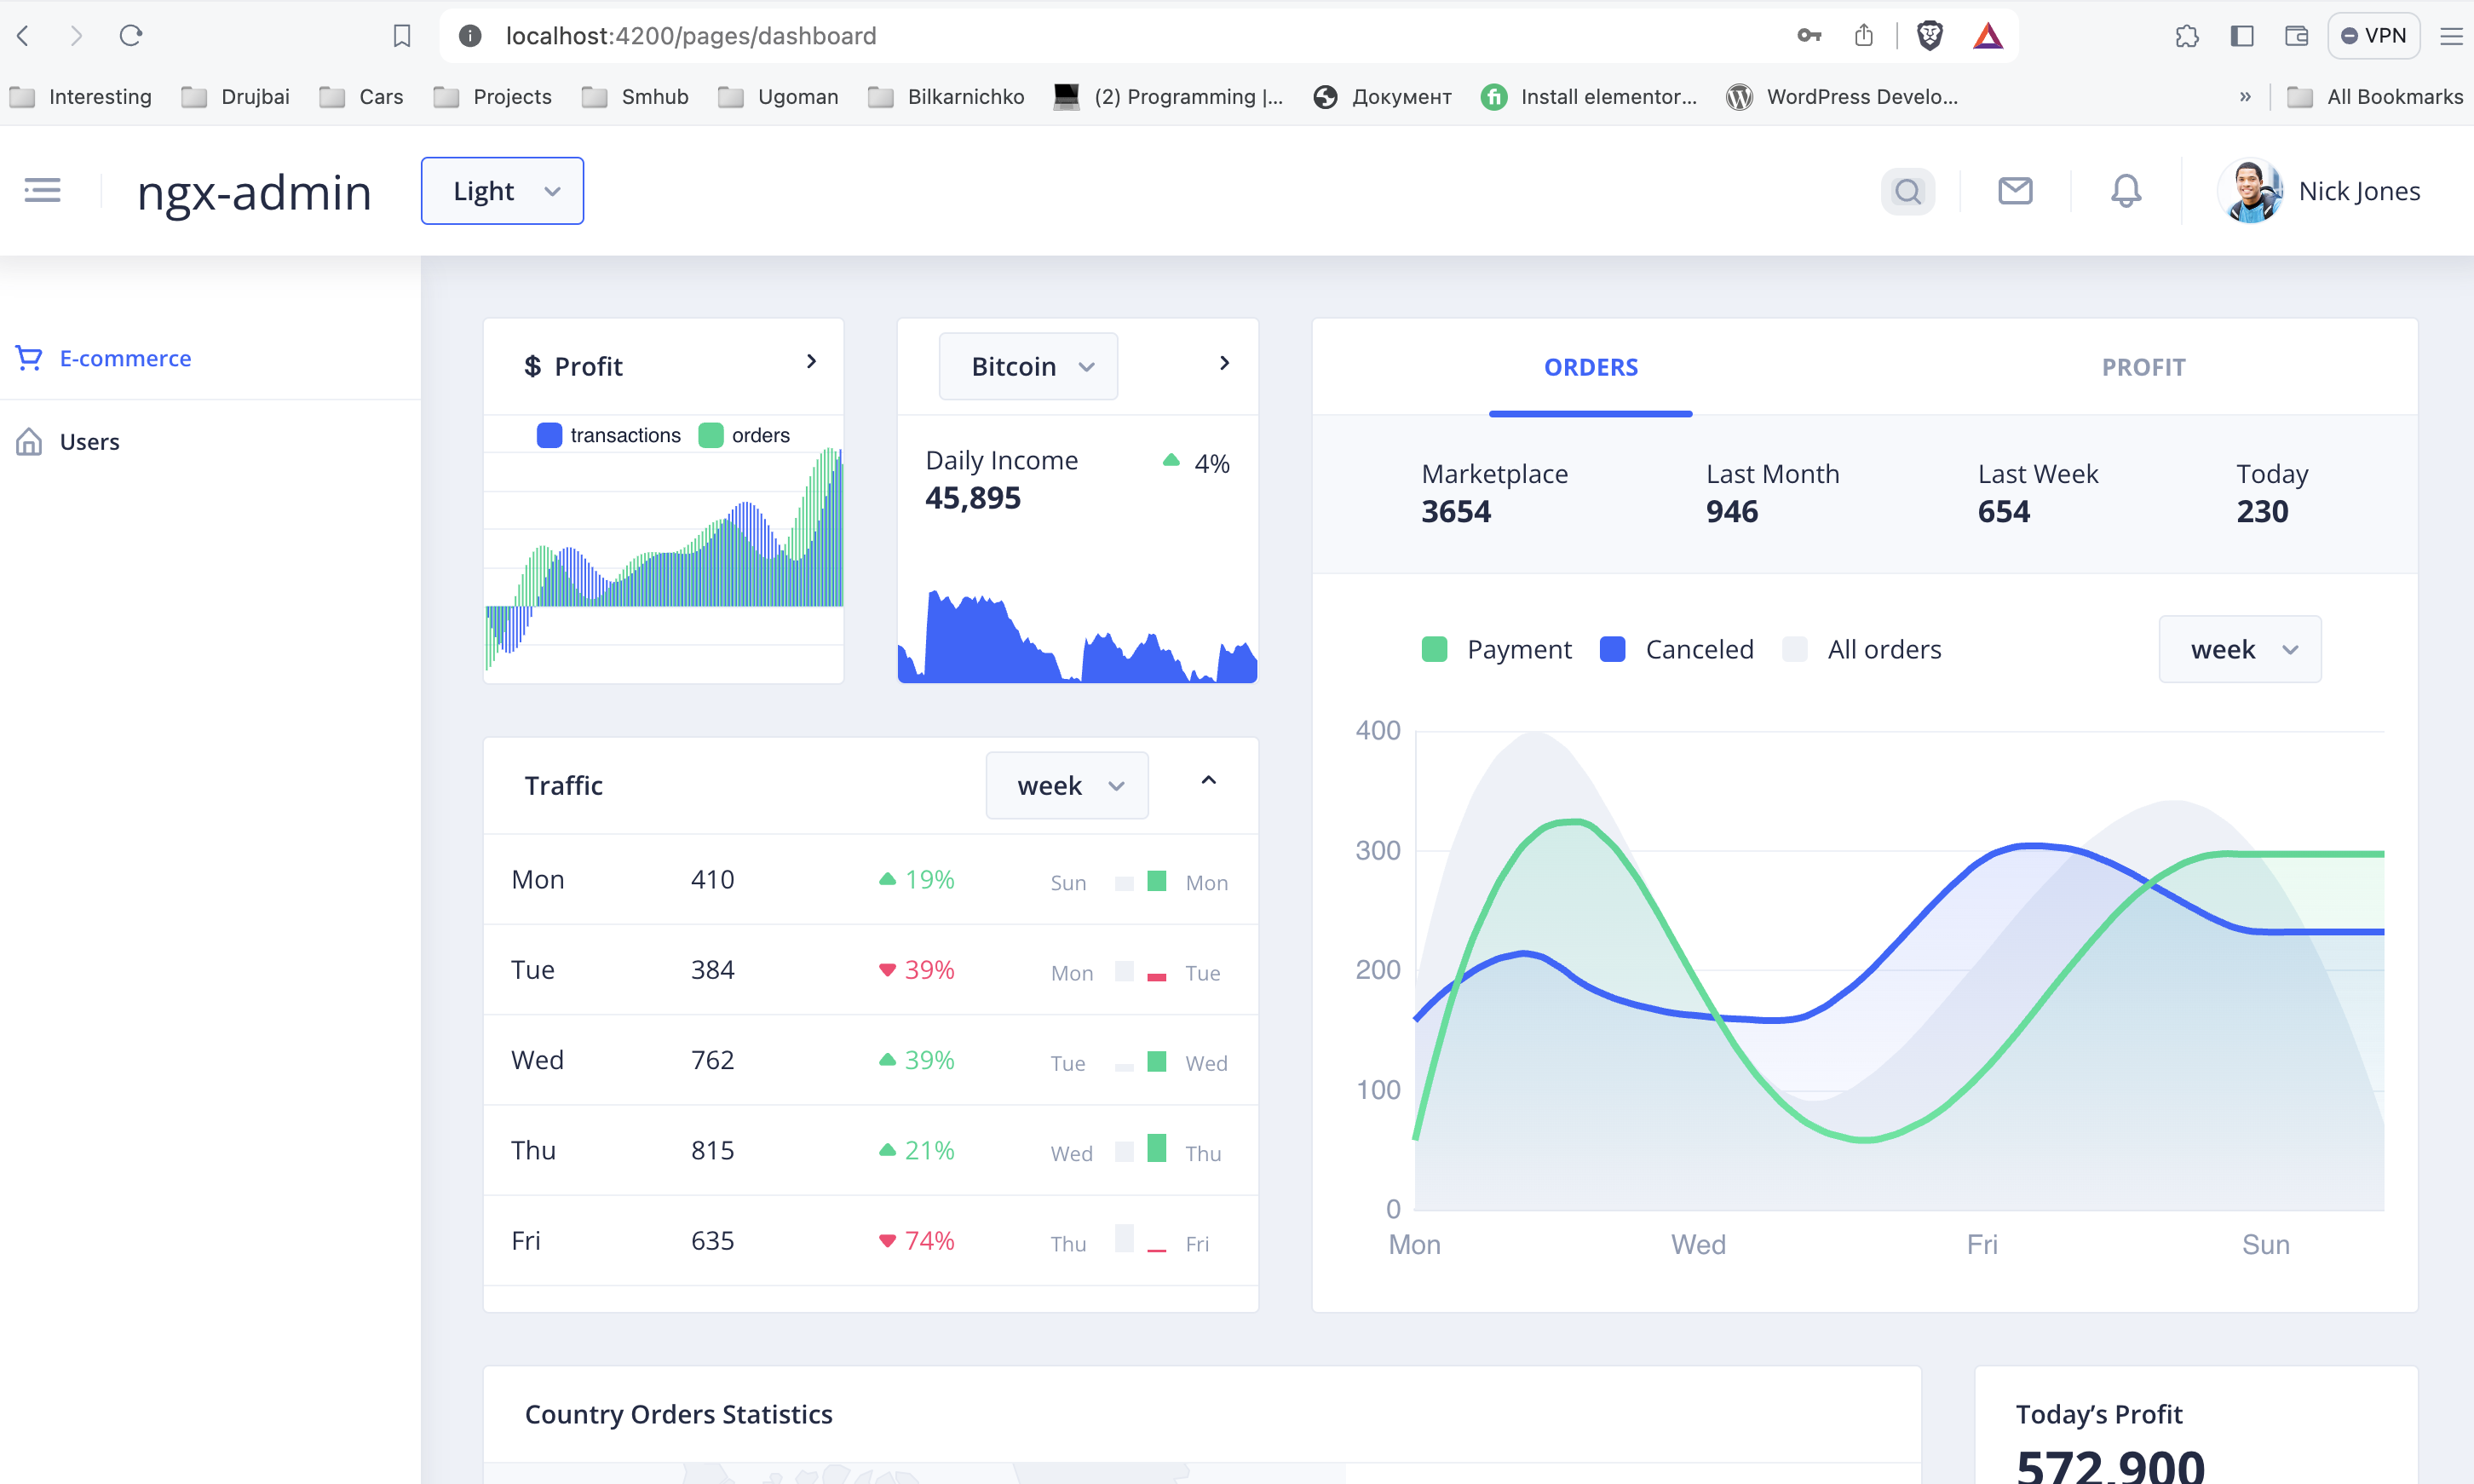 localhost:4200/pages/dashboard
VPN
Interesting
Drujbai
Cars
Projects
Smhub
Ugoman
Bilkarnichko
(2) Programming |...
Документ
Install elementor...
WordPress Develo...
»
All Bookmarks
ngx-admin
Light
Nick Jones
E-commerce
Users
$ Profit
transactions orders
Bitcoin
Daily Income
45,895
4%
ORDERS
PROFIT
Marketplace
3654
Last Month
946
Last Week
654
Today
230
Payment Canceled All orders
week
400
300
200
100
0
Mon Wed Fri Sun
Traffic
week
Mon 410 19% Sun Mon
Tue 384 39% Mon Tue
Wed 762 39% Tue Wed
Thu 815 21% Wed Thu
Fri 635 74% Thu Fri
Country Orders Statistics
Today’s Profit
572,900